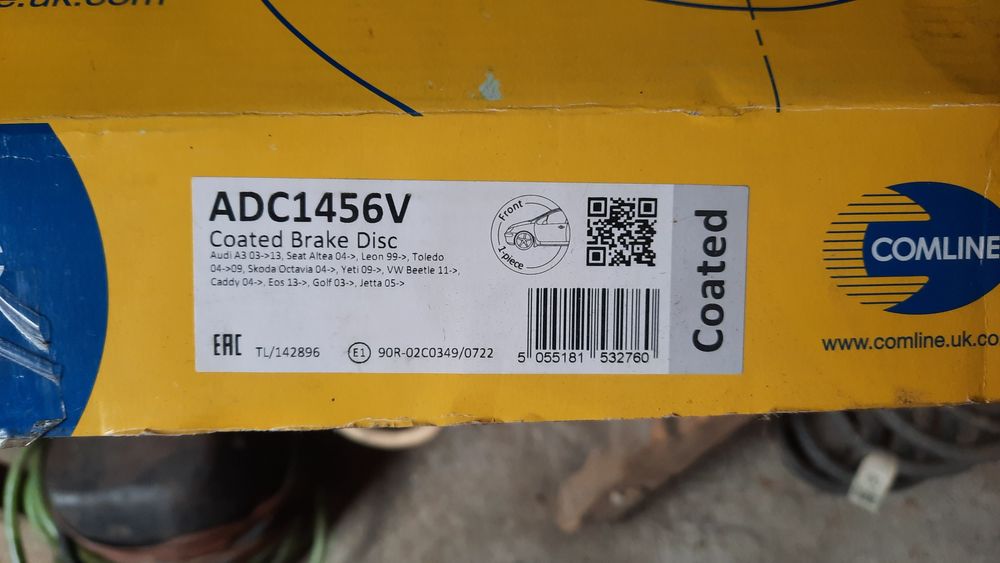 e.uk.com
ADC1456V
Coated Brake Disc
Audi A3 03->13, Seat Altea 04->, Leon 99->, Toledo
04->09, Skoda Octavia 04->, Yeti 09->, VW Beetle 11->,
Caddy 04->, Eos 13->, Golf 03->, Jetta 05->
Front
1-piece
Coated
EAC
TL/142896
E1 90R-02C0349/0722
5 055181 532760
COMLINE
www.comline.uk.co